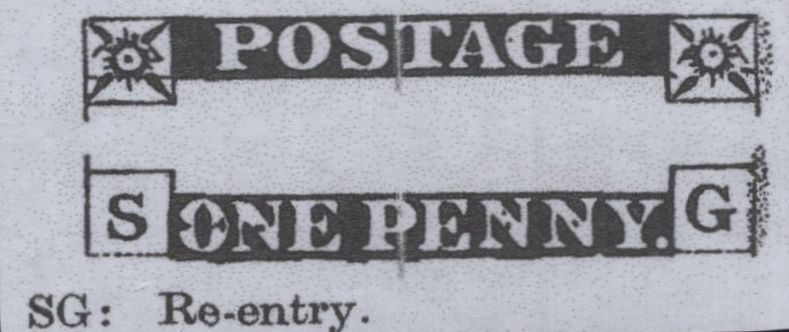 POSTAGE
S ONE PENNY. G
SG: Re-entry.